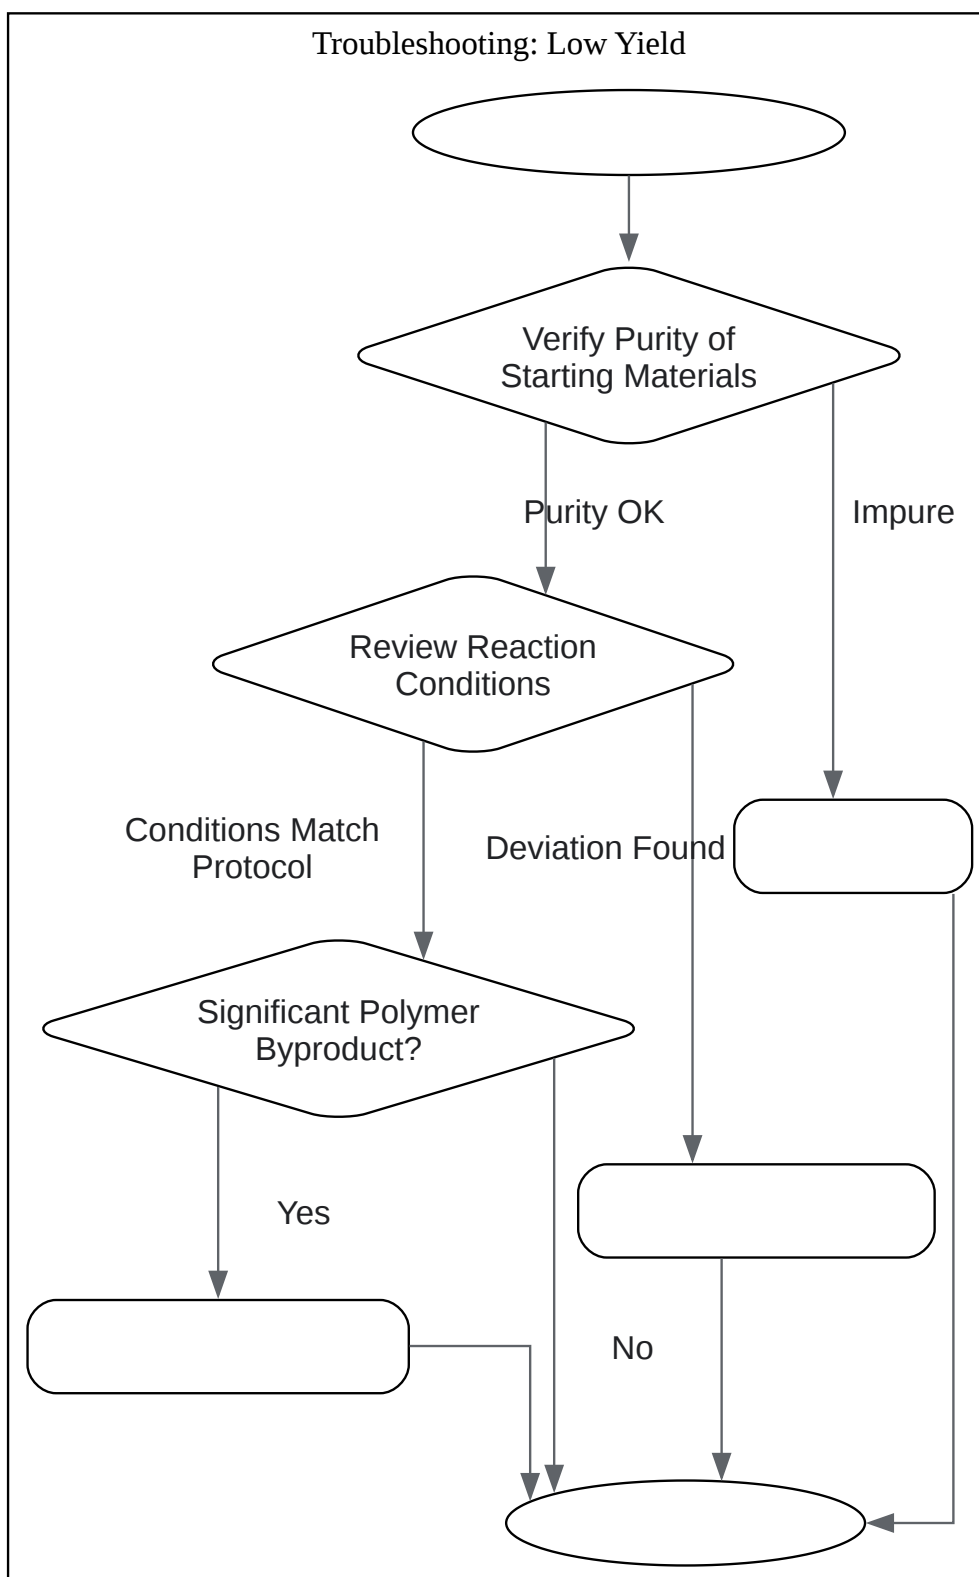 Troubleshooting: Low Yield
Verify Purity of
Starting Materials
Purity OK
Impure
Review Reaction
Conditions
Conditions Match
Protocol
Deviation Found
Significant Polymer
Byproduct?
Yes
No